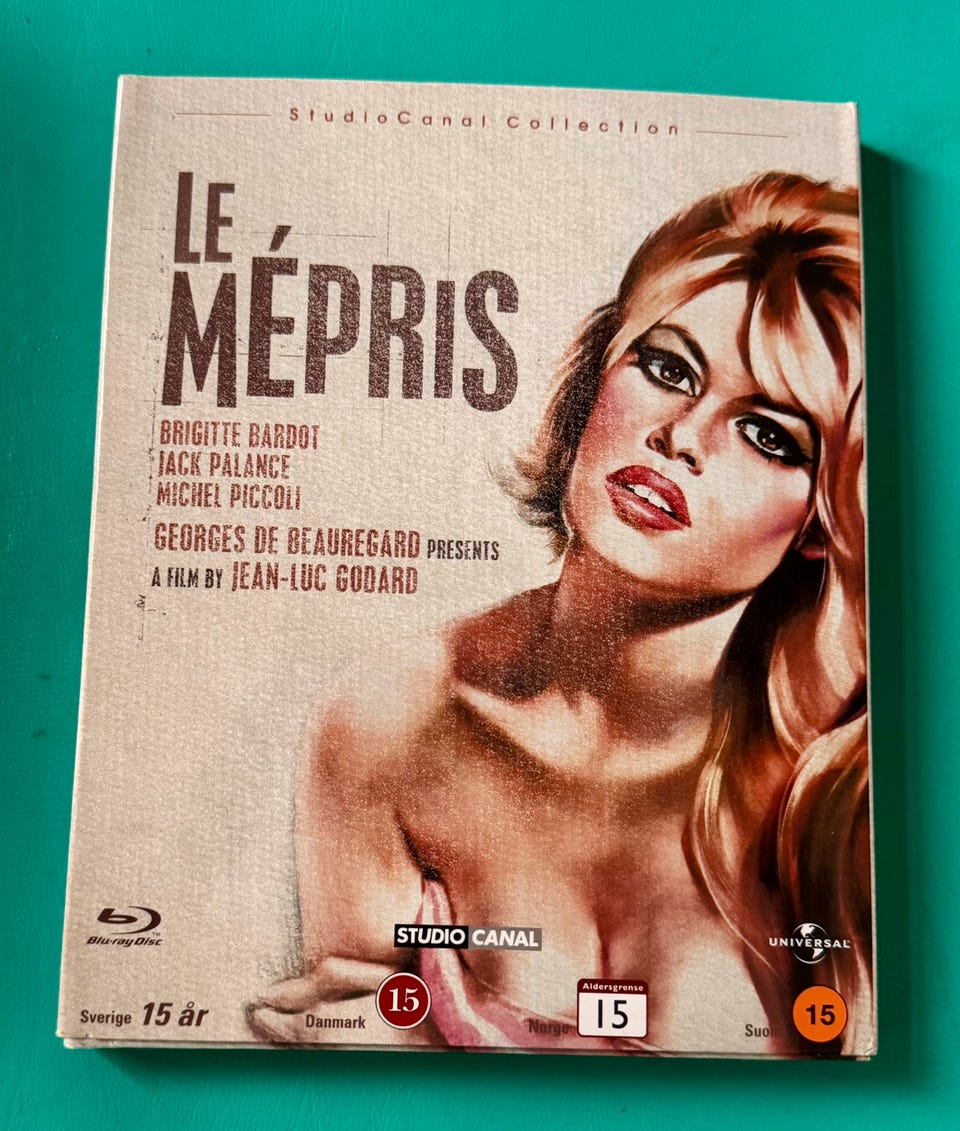 StudioCanal Collection
LE
MÉPRIS
BRIGITTE BARDOT
JACK PALANCE
MICHEL PICCOLI
GEORGES DE BEAUREGARD PRESENTS
A FILM BY JEAN-LUC GODARD
Blu-ray Disc™
STUDIO CANAL
UNIVERSAL
Sverige 15 år
Danmark 15
Norge Aldersgrense 15
15